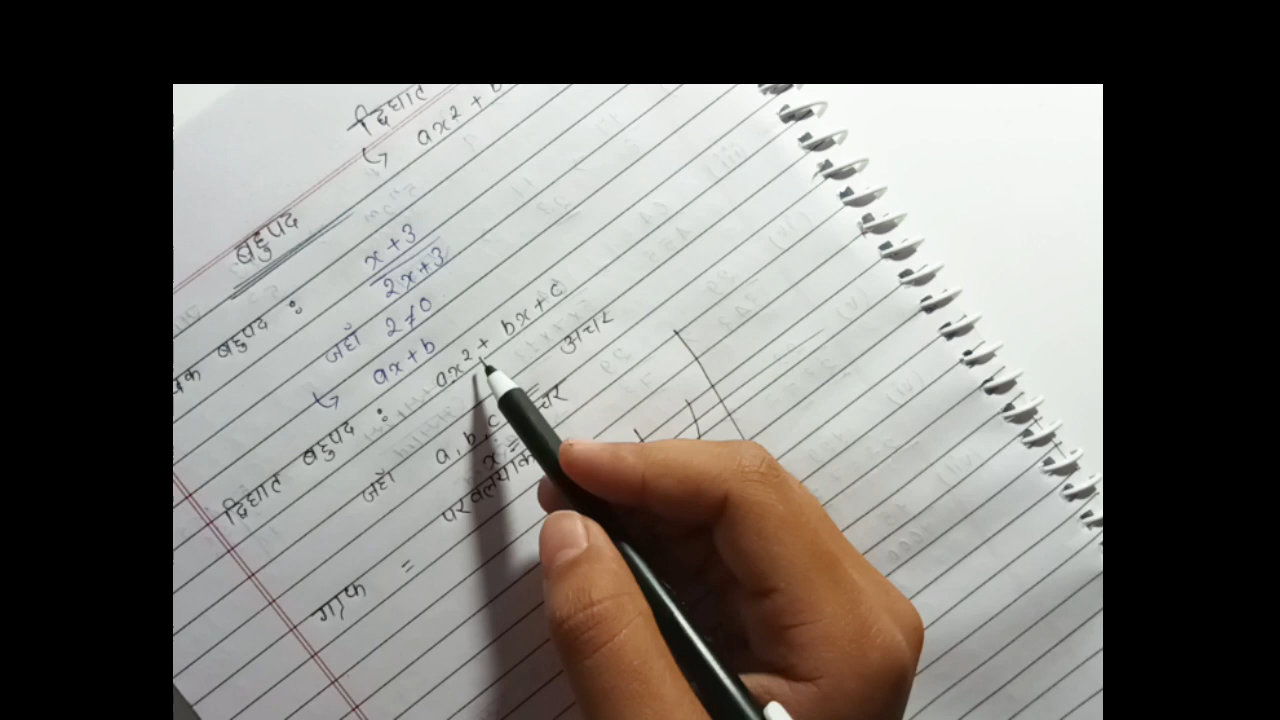 द्विघात
↳ ax² +
बहुपद
बहुपद :
x+3
2x+3
जहाँ 2≠0
↳ ax+b
द्विघात बहुपद : ax² + bx + c
जहाँ a, b, c = अचर
x = चर
ग्राफ =